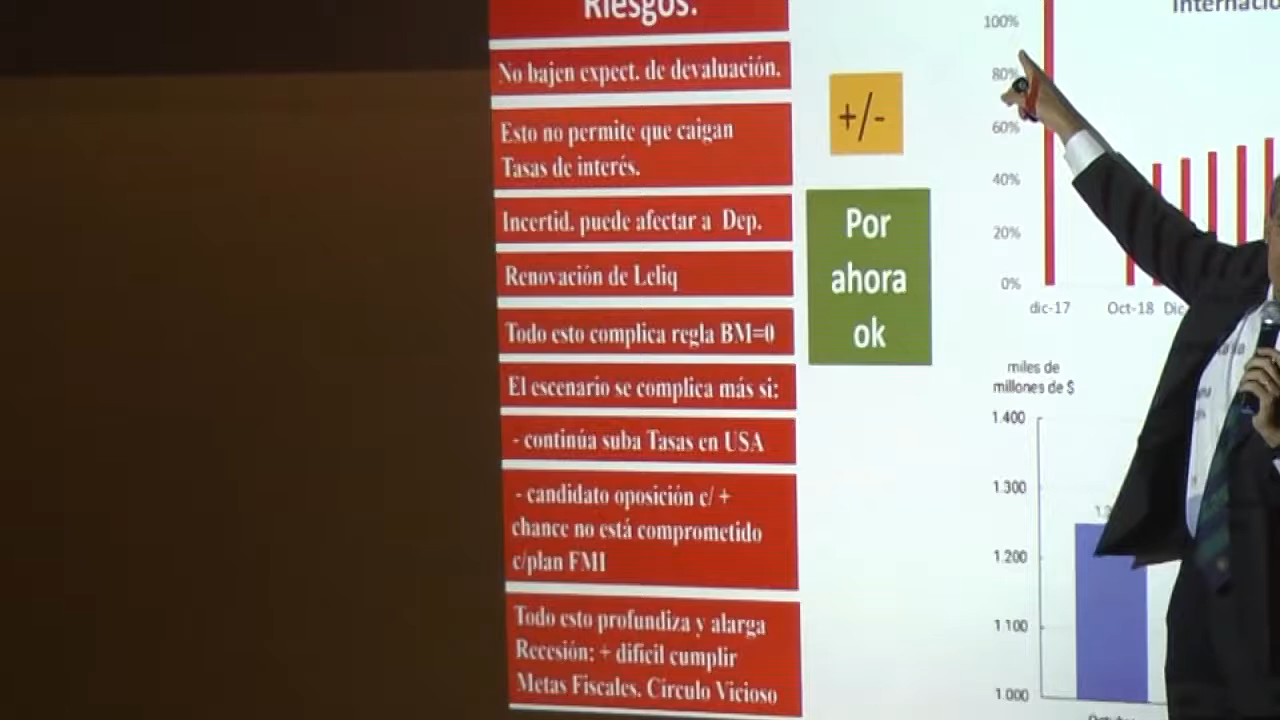 Riesgos.
No bajen expect. de devaluación.
Esto no permite que caigan
Tasas de interés.
Incertid. puede afectar a Dep.
Renovación de Leliq
Todo esto complica regla BM=0
El escenario se complica más si:
- continúa suba Tasas en USA
- candidato oposición c/ +
chance no está comprometido
c/plan FMI
Todo esto profundiza y alarga
Recesión: + dificil cumplir
Metas Fiscales. Círculo Vicioso
+/-
Por
ahora
ok
100%
80%
60%
40%
20%
0%
dic-17 Oct-18
miles de
millones de $
1.400
1.300
1.200
1.100
1.000